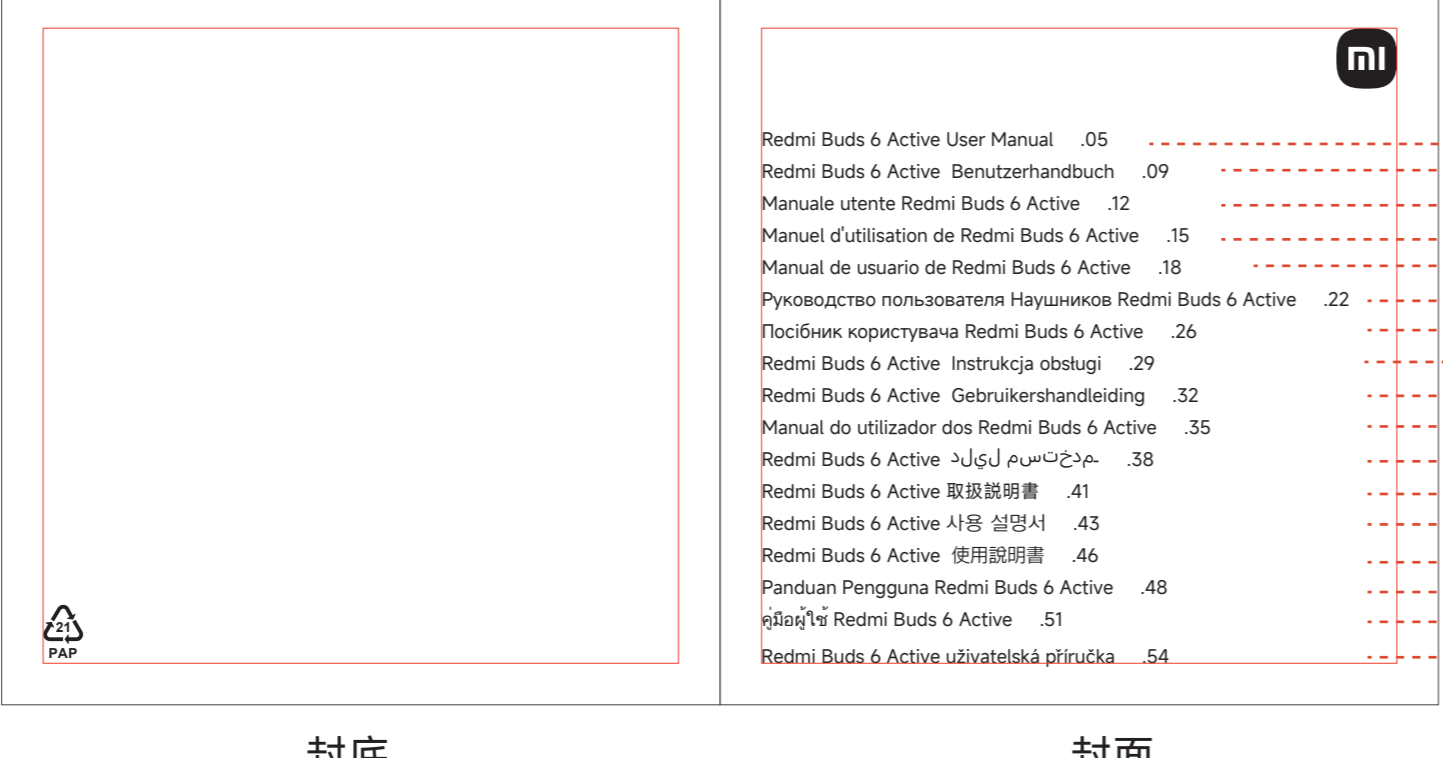 mi
Redmi Buds 6 Active User Manual .05
Redmi Buds 6 Active Benutzerhandbuch .09
Manuale utente Redmi Buds 6 Active .12
Manuel d'utilisation de Redmi Buds 6 Active .15
Manual de usuario de Redmi Buds 6 Active .18
Руководство пользователя Наушников Redmi Buds 6 Active .22
Посібник користувача Redmi Buds 6 Active .26
Redmi Buds 6 Active Instrukcja obsługi .29
Redmi Buds 6 Active Gebruikershandleiding .32
Manual do utilizador dos Redmi Buds 6 Active .35
Redmi Buds 6 Active دليل مستخدمـ .38
Redmi Buds 6 Active 取扱説明書 .41
Redmi Buds 6 Active 사용 설명서 .43
Redmi Buds 6 Active 使用說明書 .46
Panduan Pengguna Redmi Buds 6 Active .48
คู่มือผู้ใช้ Redmi Buds 6 Active .51
Redmi Buds 6 Active uživatelská příručka .54
21
PAP
封底
封面